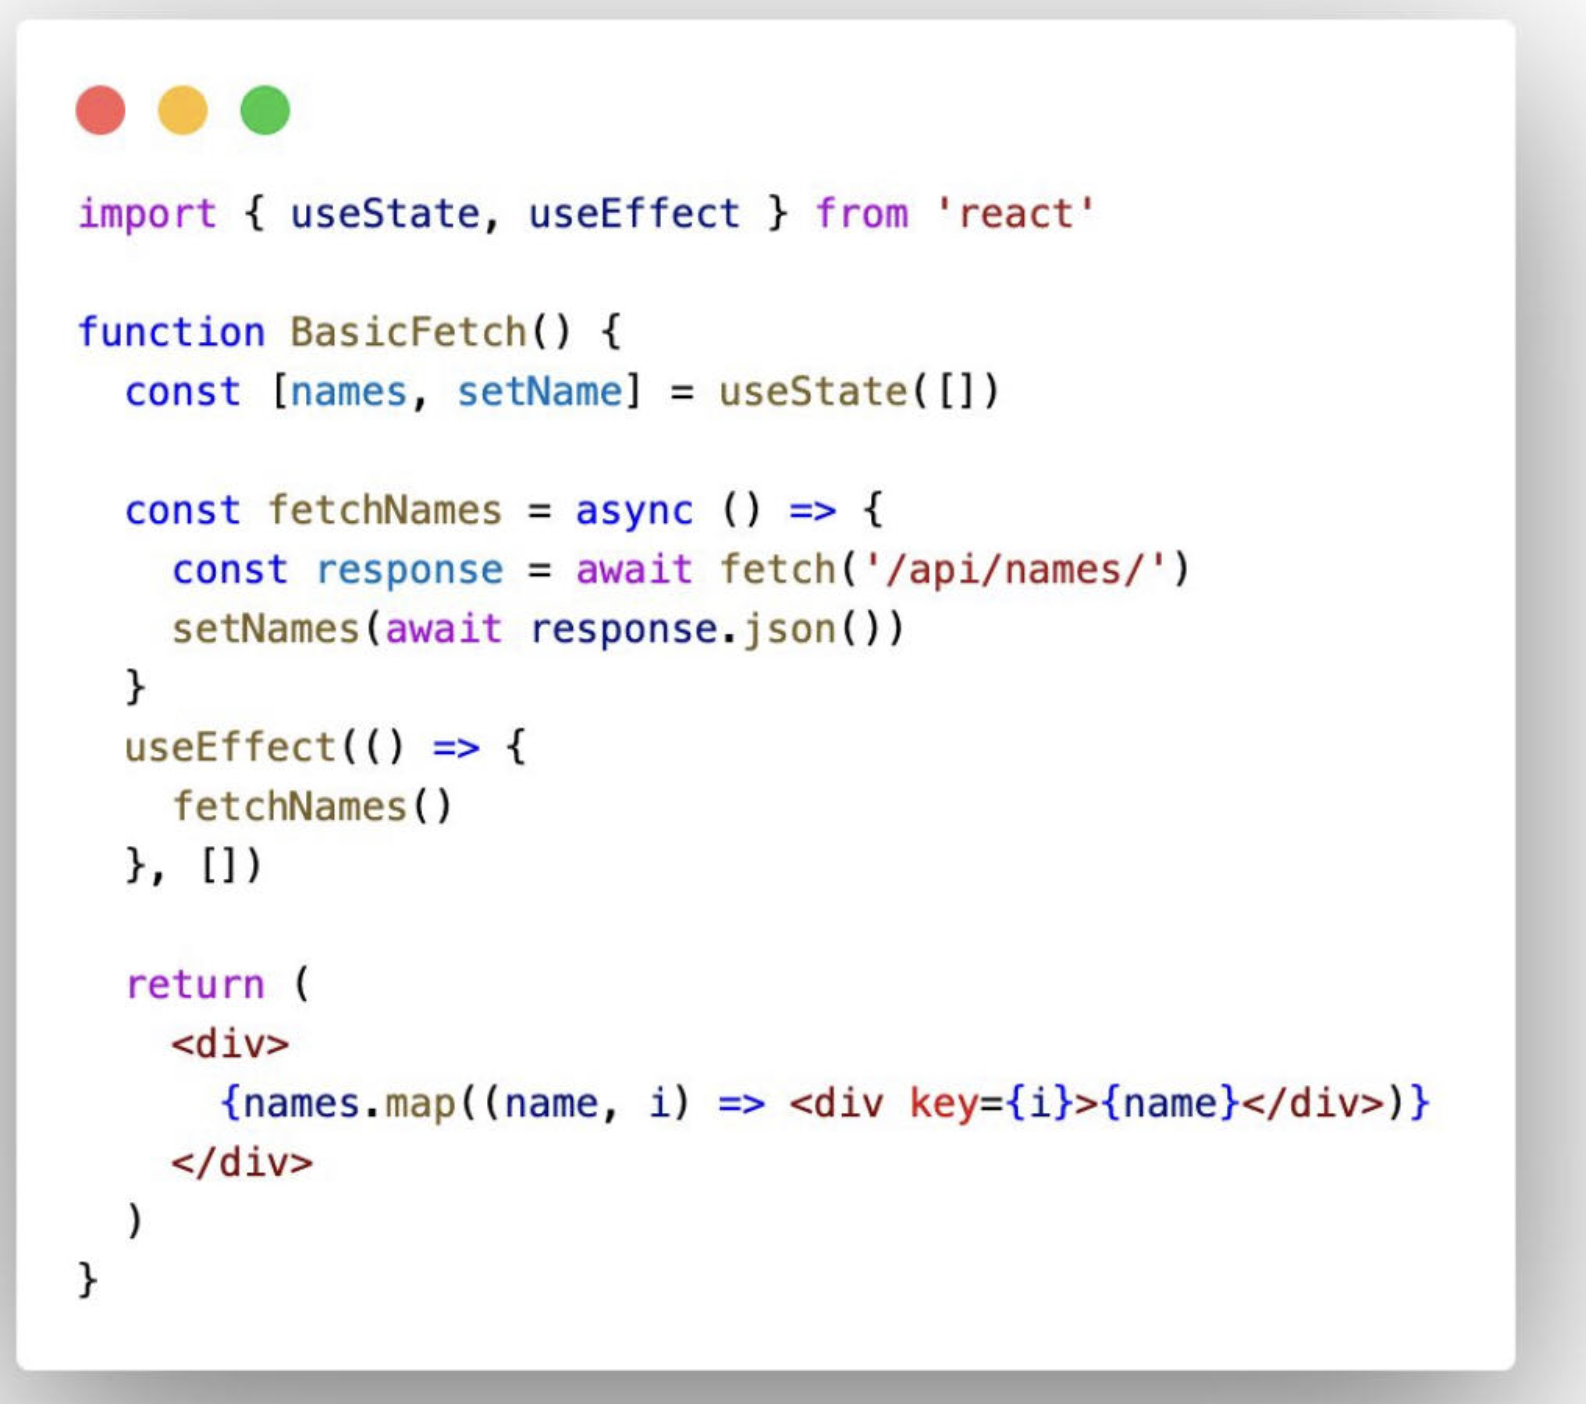 import { useState, useEffect } from 'react'
function BasicFetch() {
const [names, setName] = useState([])
const fetchNames = async () => {
const response = await fetch('/api/names/')
setNames(await response.json())
}
useEffect(() => {
fetchNames()
}, [])
return (
<div>
{names.map((name, i) => <div key={i}>{name}</div>)}
</div>
)
}